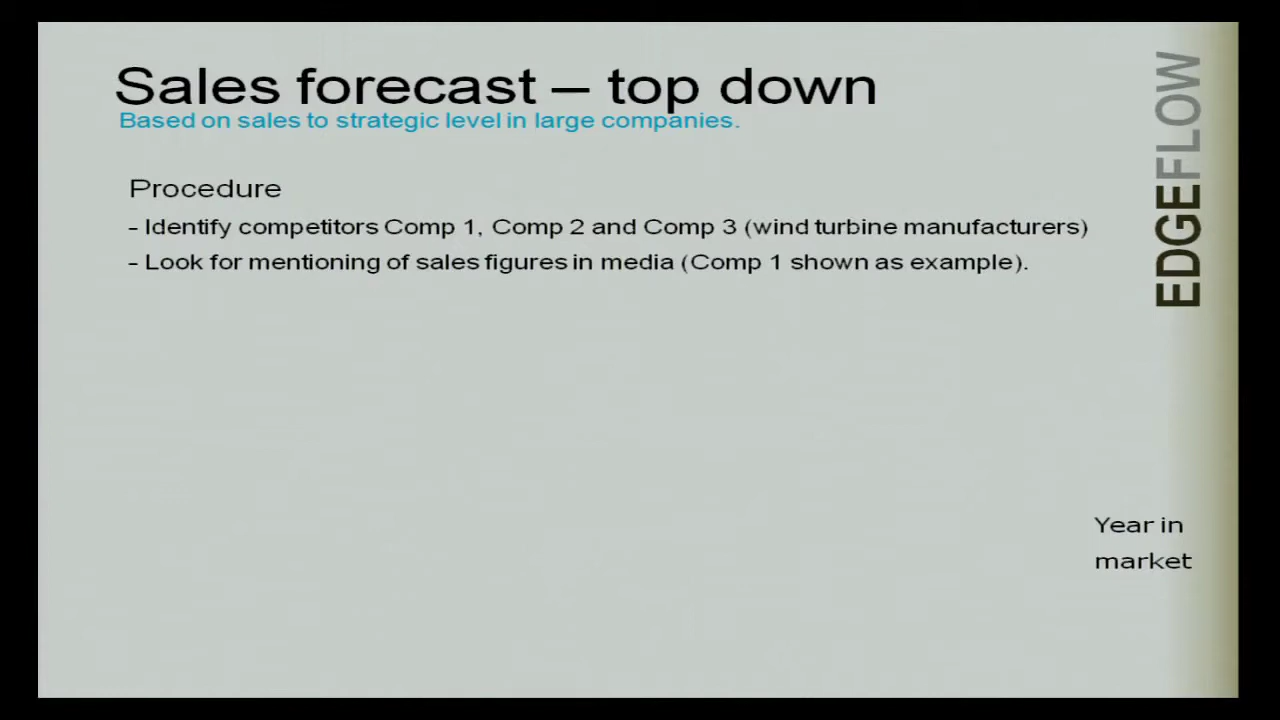 Sales forecast – top down
Based on sales to strategic level in large companies.
Procedure
- Identify competitors Comp 1, Comp 2 and Comp 3 (wind turbine manufacturers)
- Look for mentioning of sales figures in media (Comp 1 shown as example).
Year in
market
EDGEFLOW